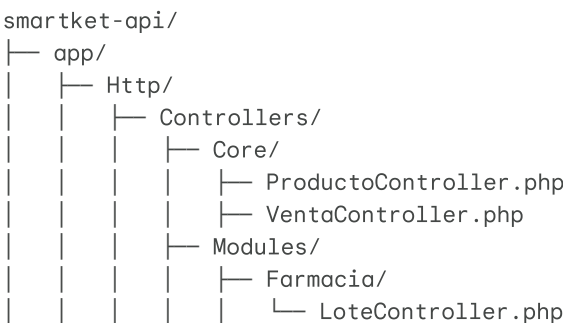 smartket-api/
├── app/
│   ├── Http/
│   │   ├── Controllers/
│   │   │   ├── Core/
│   │   │   │   ├── ProductoController.php
│   │   │   │   ├── VentaController.php
│   │   │   ├── Modules/
│   │   │   │   ├── Farmacia/
│   │   │   │   │   └── LoteController.php